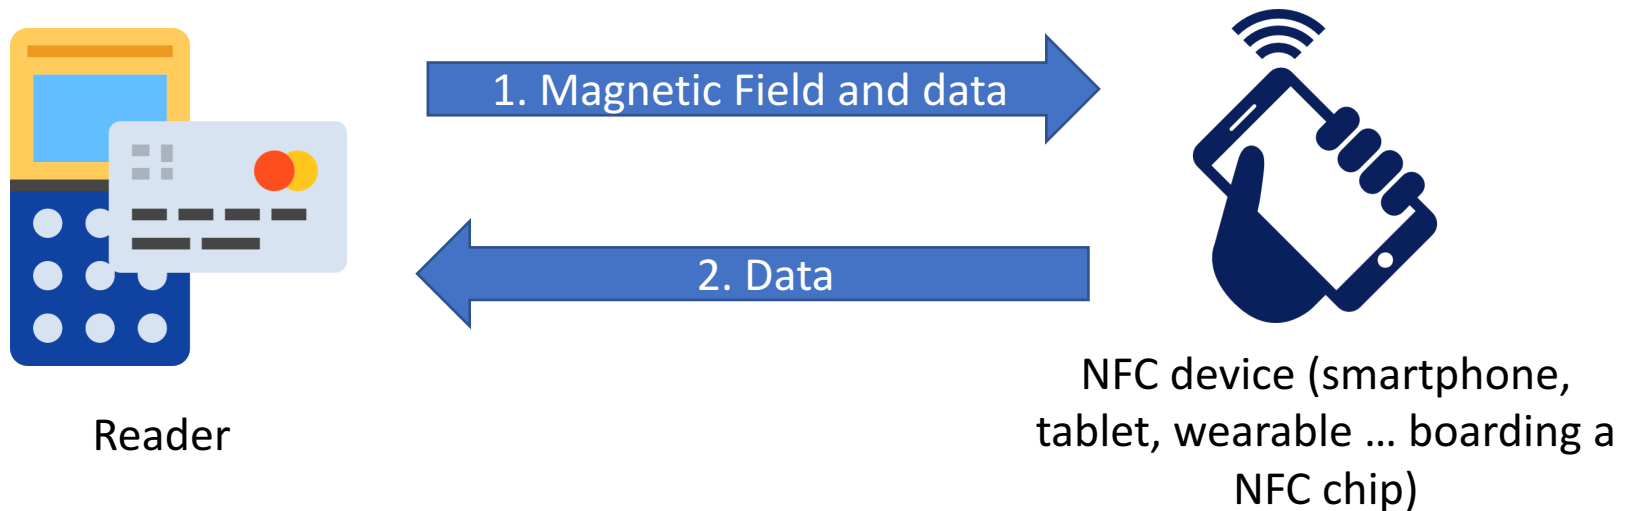 1. Magnetic Field and data
2. Data
Reader
NFC device (smartphone,
tablet, wearable … boarding a
NFC chip)